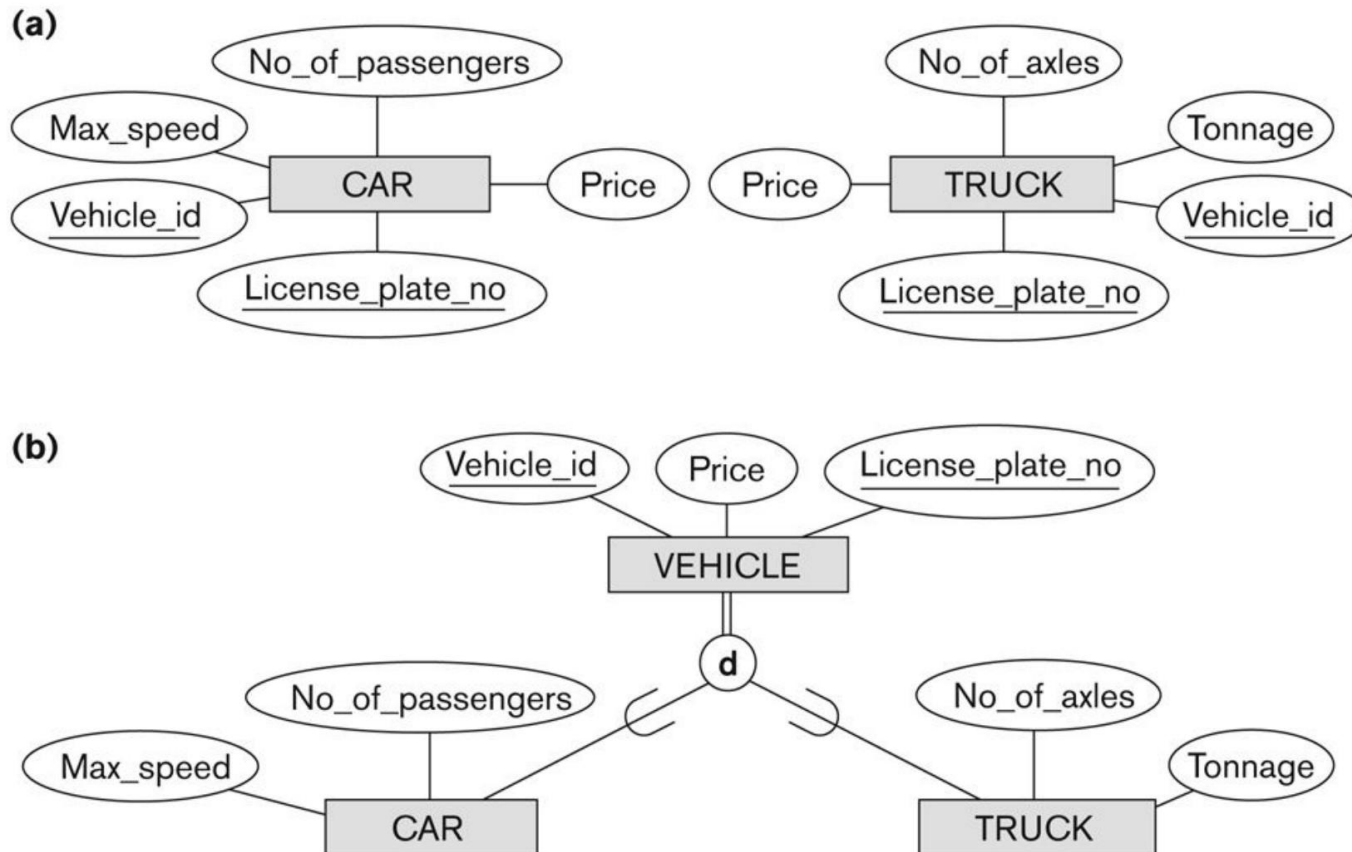 (a)
No_of_passengers
No_of_axles
Max_speed
Tonnage
CAR
Price
Price
TRUCK
Vehicle_id
Vehicle_id
License_plate_no
License_plate_no
(b)
Vehicle_id
Price
License_plate_no
VEHICLE
d
No_of_passengers
No_of_axles
Max_speed
Tonnage
CAR
TRUCK